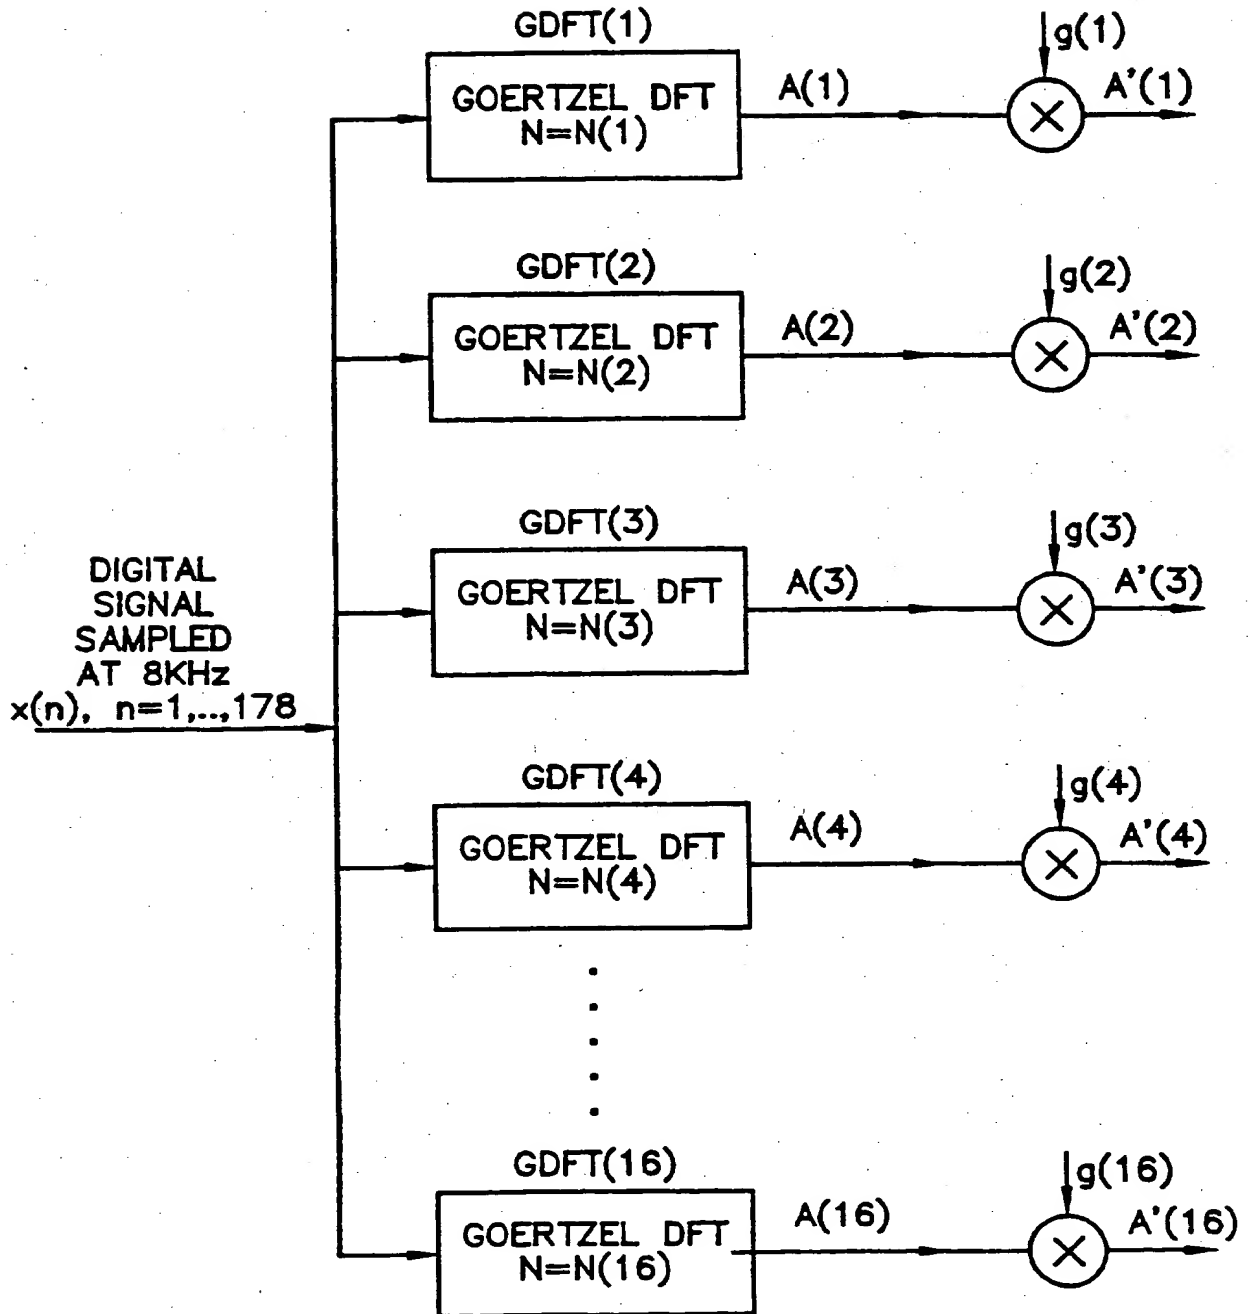 GDFT(1)
GOERTZEL DFT
N=N(1)
A(1)
g(1)
A'(1)
GDFT(2)
GOERTZEL DFT
N=N(2)
A(2)
g(2)
A'(2)
GDFT(3)
GOERTZEL DFT
N=N(3)
A(3)
g(3)
A'(3)
DIGITAL
SIGNAL
SAMPLED
AT 8KHz
x(n), n=1,..,178
GDFT(4)
GOERTZEL DFT
N=N(4)
A(4)
g(4)
A'(4)
GDFT(16)
GOERTZEL DFT
N=N(16)
A(16)
g(16)
A'(16)